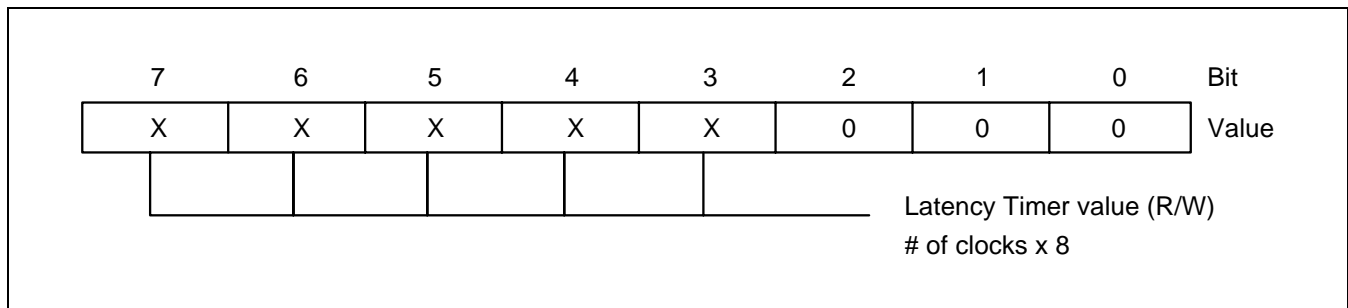 7 6 5 4 3 2 1 0 Bit
X X X X X 0 0 0 Value
Latency Timer value (R/W)
# of clocks x 8